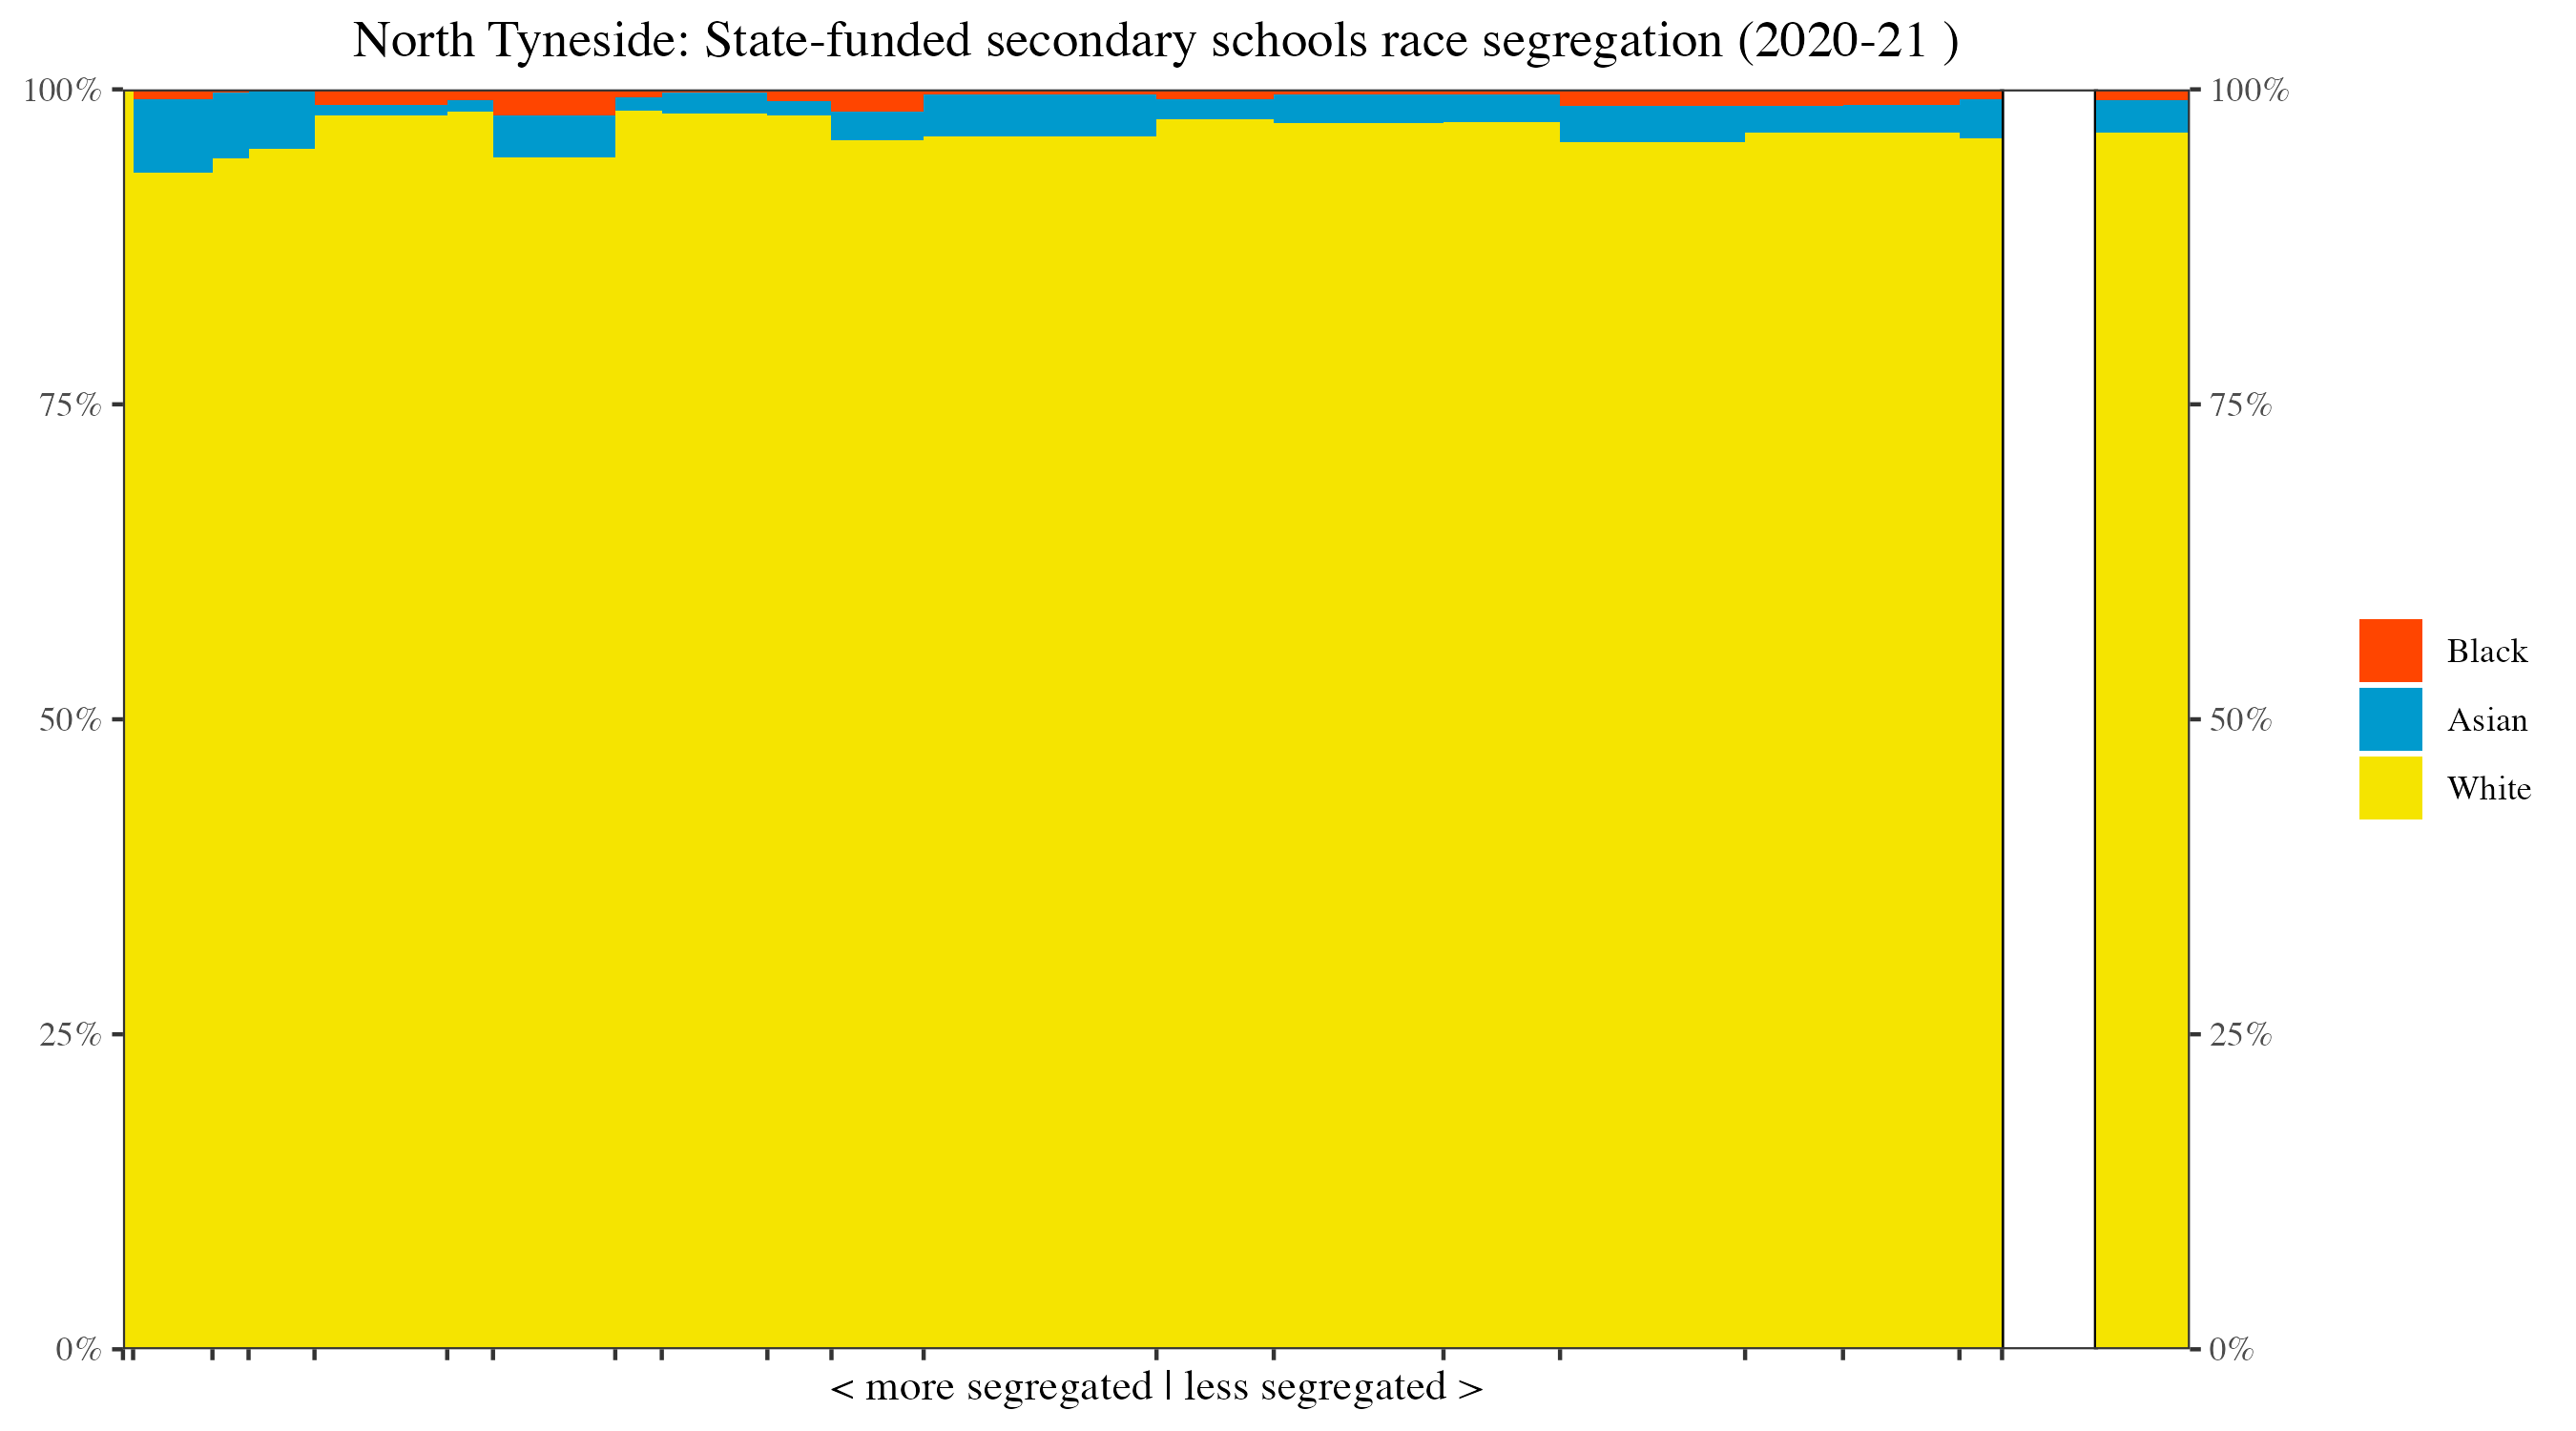 North Tyneside: State-funded secondary schools race segregation (2020-21 )
100%
75%
50%
25%
0%
100%
75%
50%
25%
0%
Black
Asian
White
< more segregated | less segregated >